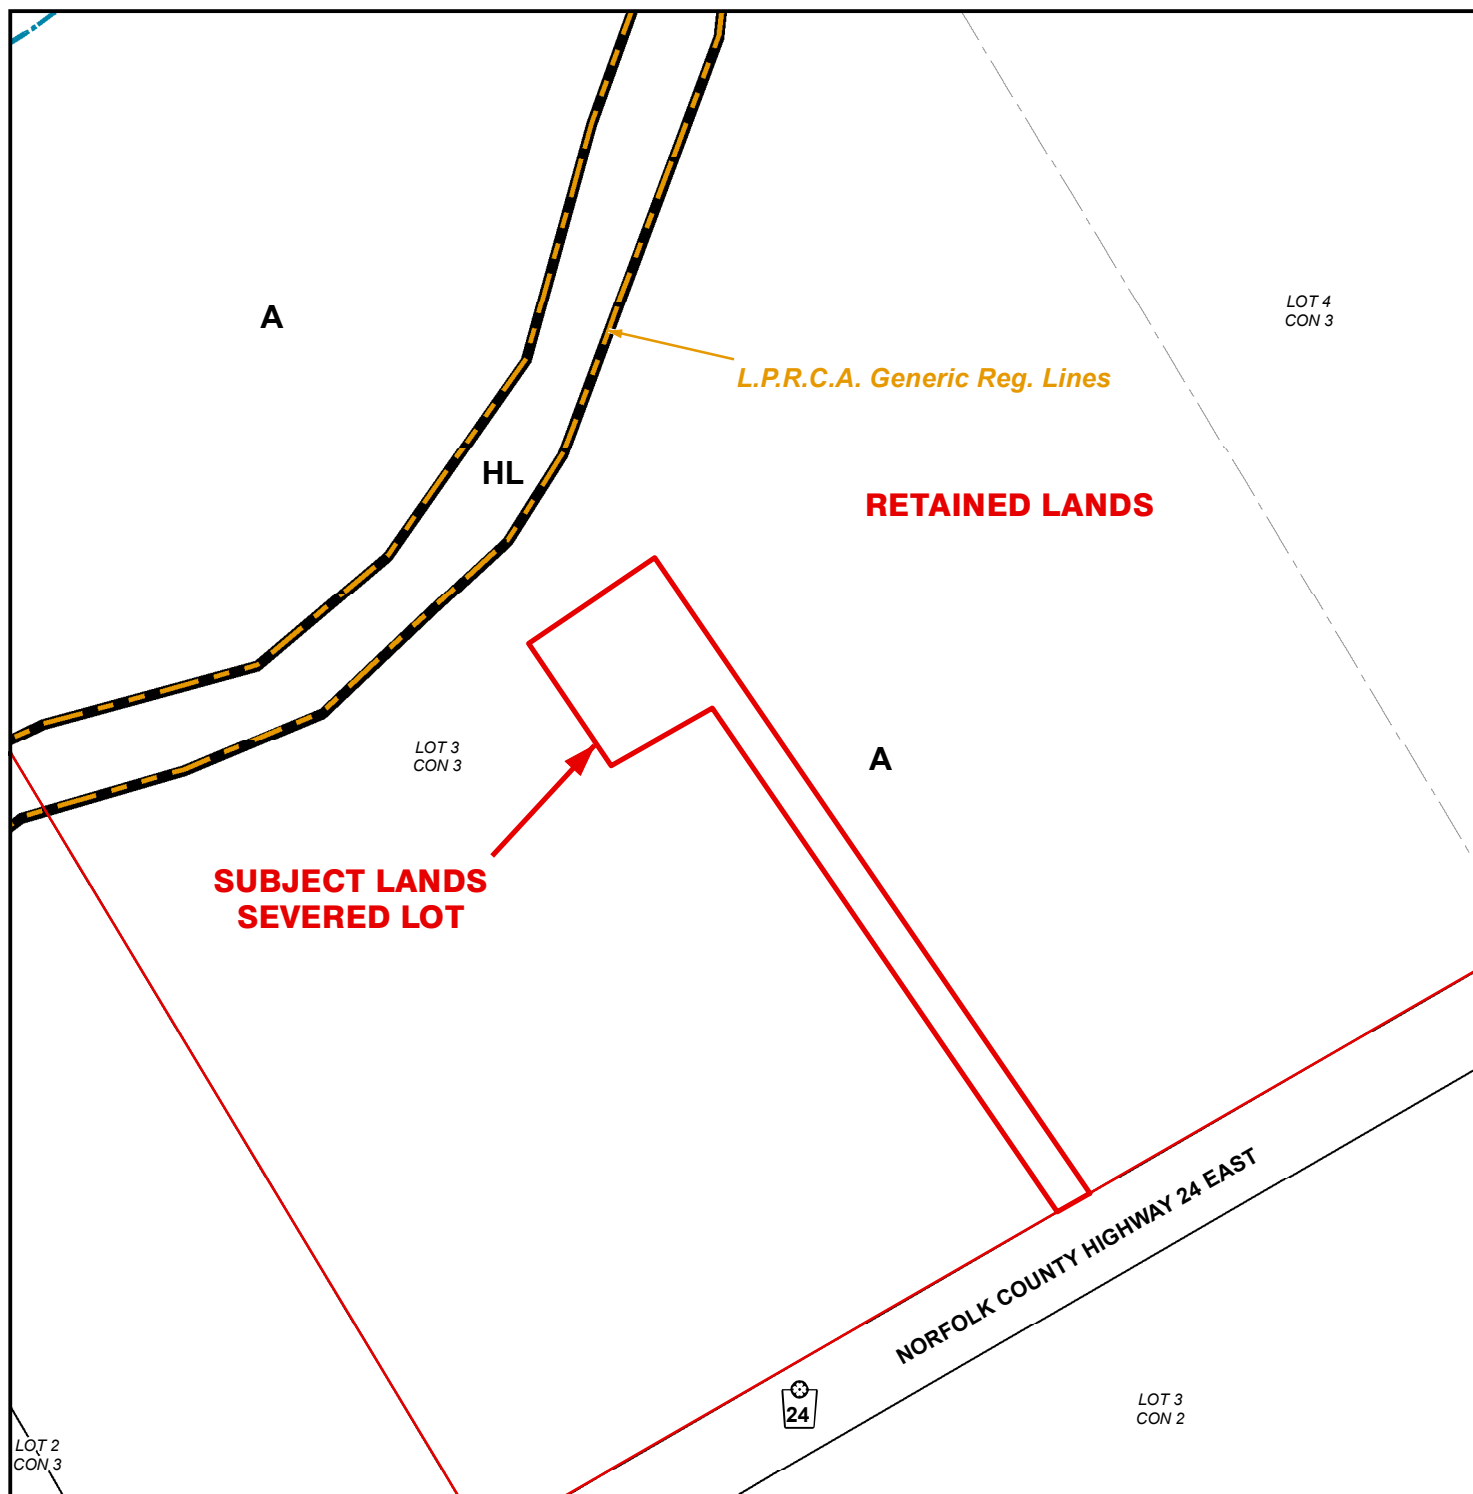 A
LOT 4
CON 3
L.P.R.C.A. Generic Reg. Lines
HL
RETAINED LANDS
LOT 3
CON 3
A
SUBJECT LANDS
SEVERED LOT
NORFOLK COUNTY HIGHWAY 24 EAST
24
LOT 3
CON 2
LOT 2
CON 3